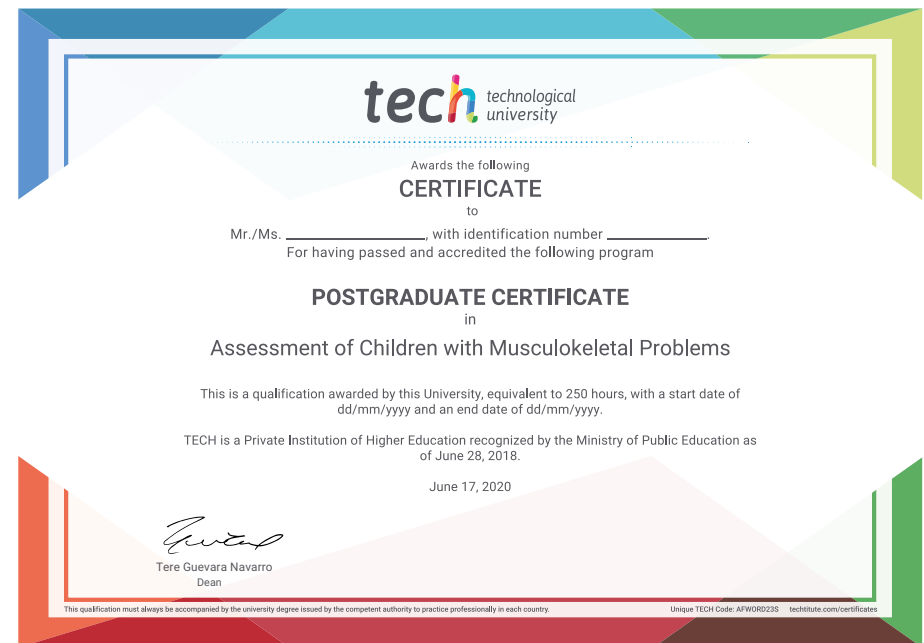 tech technological
university
Awards the following
CERTIFICATE
to
Mr./Ms. ____________________, with identification number ______________.
For having passed and accredited the following program
POSTGRADUATE CERTIFICATE
in
Assessment of Children with Musculokeletal Problems
This is a qualification awarded by this University, equivalent to 250 hours, with a start date of
dd/mm/yyyy and an end date of dd/mm/yyyy.
TECH is a Private Institution of Higher Education recognized by the Ministry of Public Education as
of June 28, 2018.
June 17, 2020
Tere Guevara Navarro
Dean
This qualification must always be accompanied by the university degree issued by the competent authority to practice professionally in each country.
Unique TECH Code: AFWORD23S techtitute.com/certificates